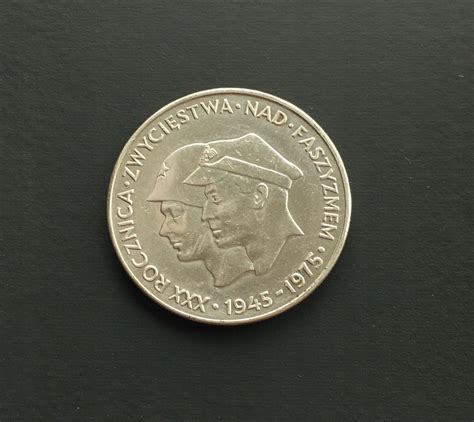 XXX ROCZNICA · ZWYCIĘSTWA · NAD · FASZYZMEM · 1945-1975 ·